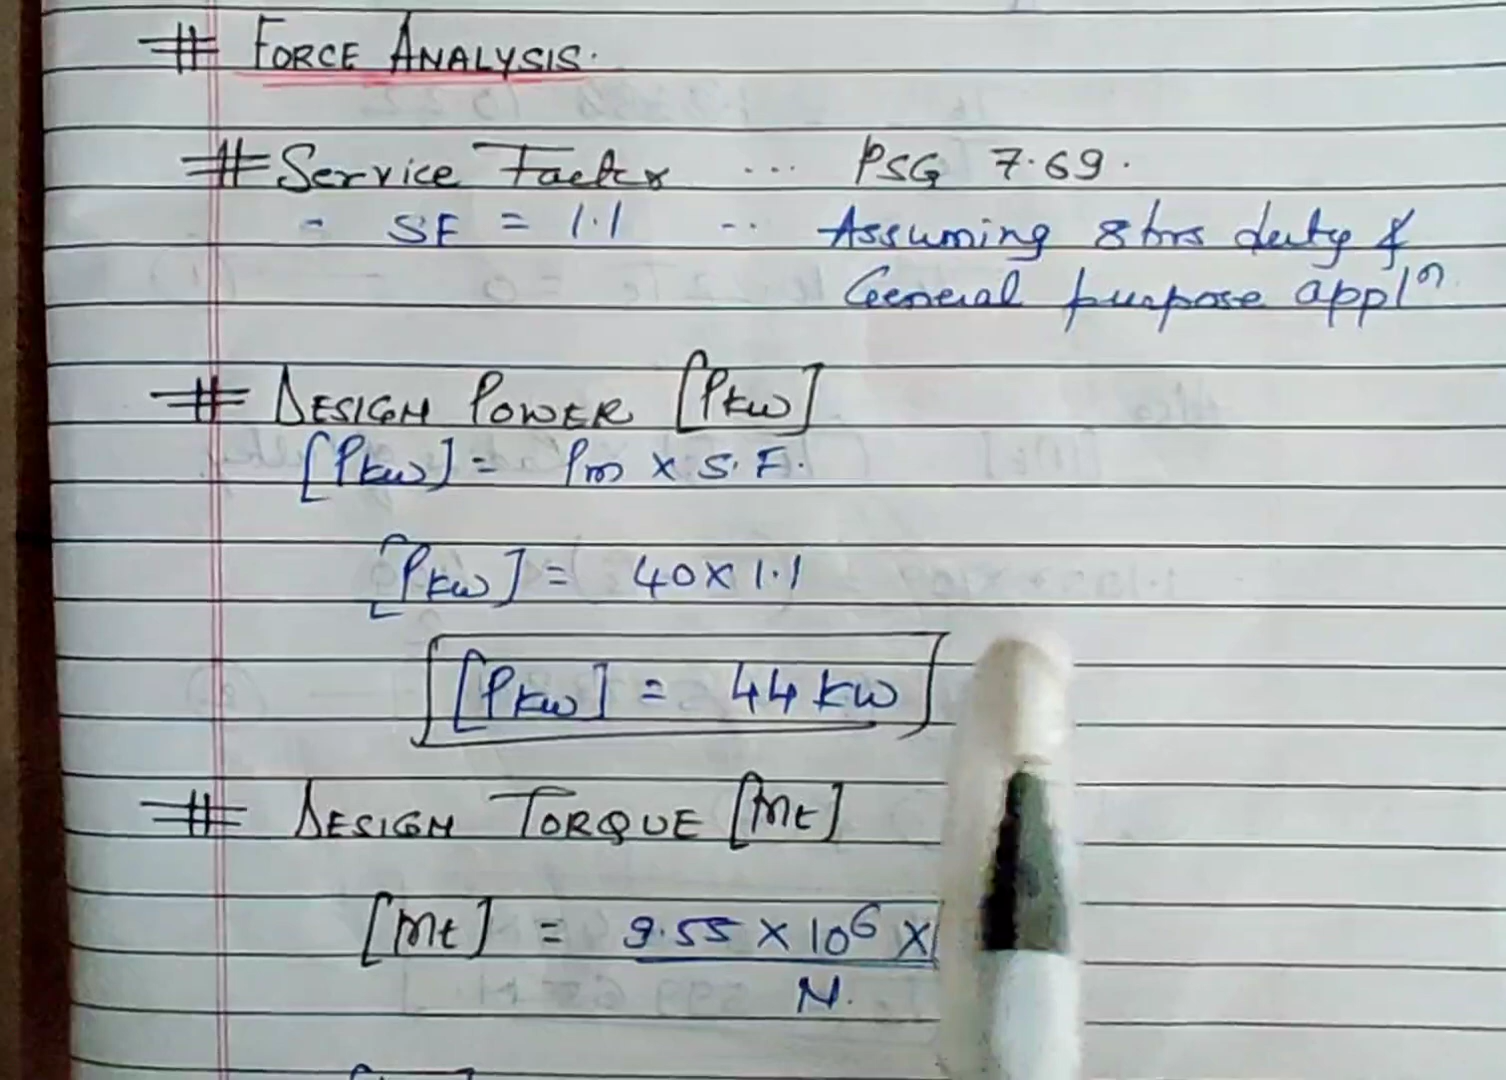 # FORCE ANALYSIS.
# Service Factor ... PSG 7.69.
- SF = 1.1 ... Assuming 8 hrs duty &
General purpose appl^n.
# DESIGN POWER [Pkw]
[Pkw] = Pm x S.F.
[Pkw] = 40 x 1.1
[Pkw] = 44 kw
# DESIGN TORQUE [Mt]
[Mt] = 9.55 x 10^6 x
N.